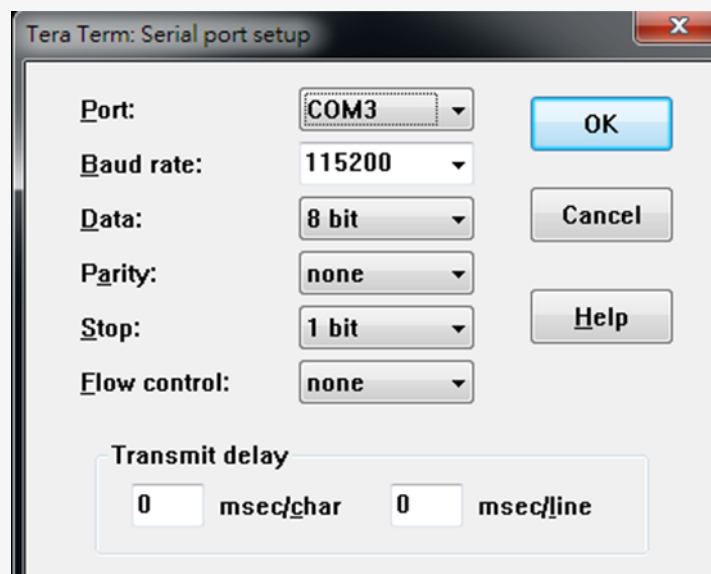 Tera Term: Serial port setup
Port: COM3 OK
Baud rate: 115200
Data: 8 bit Cancel
Parity: none
Stop: 1 bit Help
Flow control: none
Transmit delay
0 msec/char 0 msec/line